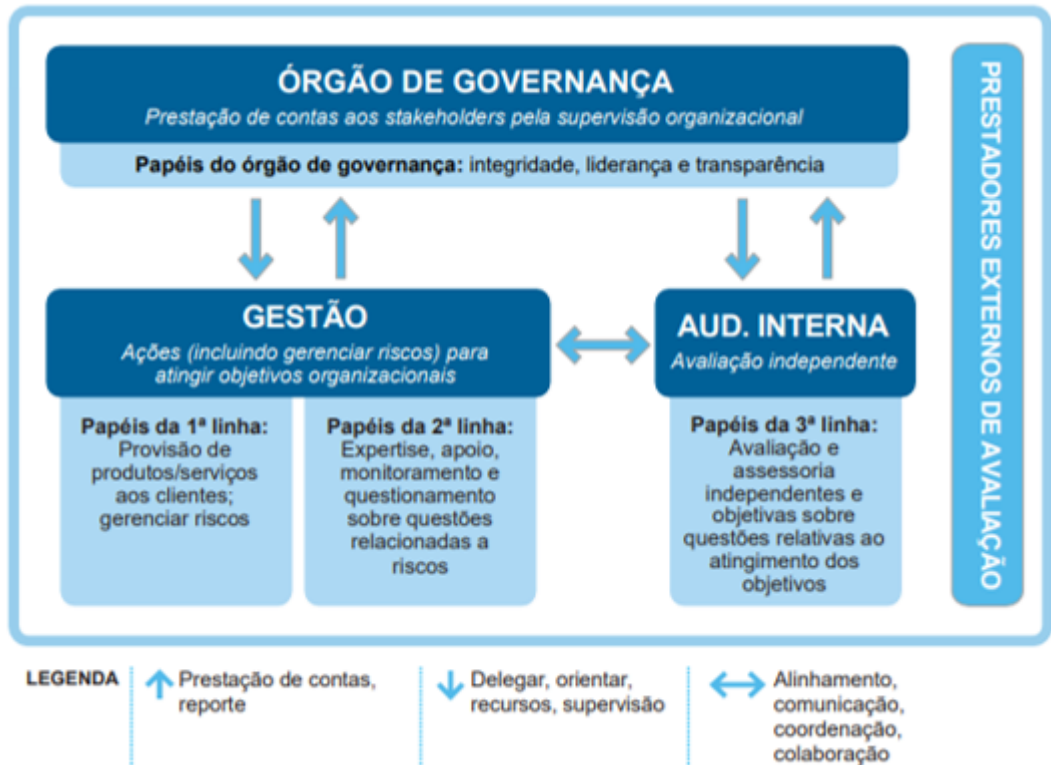 ÓRGÃO DE GOVERNANÇA
Prestação de contas aos stakeholders pela supervisão organizacional
Papéis do órgão de governança: integridade, liderança e transparência
GESTÃO
Ações (incluindo gerenciar riscos) para
atingir objetivos organizacionais
Papéis da 1ª linha:
Provisão de
produtos/serviços
aos clientes;
gerenciar riscos
Papéis da 2ª linha:
Expertise, apoio,
monitoramento e
questionamento
sobre questões
relacionadas a
riscos
AUD. INTERNA
Avaliação independente
Papéis da 3ª linha:
Avaliação e
assessoria
independentes e
objetivas sobre
questões relativas ao
atingimento dos
objetivos
PRESTADORES EXTERNOS DE AVALIAÇÃO
LEGENDA
Prestação de contas,
reporte
Delegar, orientar,
recursos, supervisão
Alinhamento,
comunicação,
coordenação,
colaboração